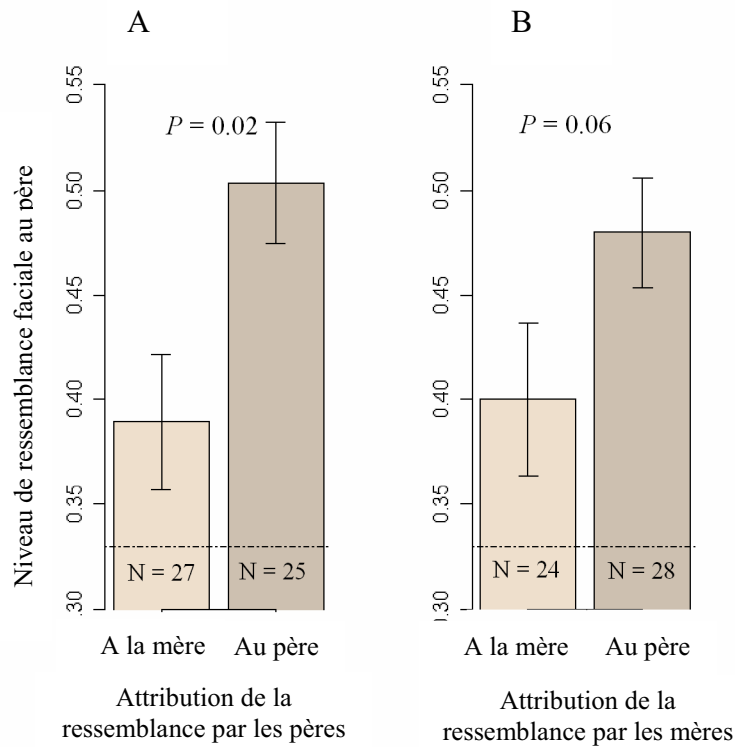 A
B
Niveau de ressemblance faciale au père
0.55
0.50
0.45
0.40
0.35
0.30
P = 0.02
N = 27
N = 25
A la mère
Au père
Attribution de la
ressemblance par les pères
0.55
0.50
0.45
0.40
0.35
0.30
P = 0.06
N = 24
N = 28
A la mère
Au père
Attribution de la
ressemblance par les mères